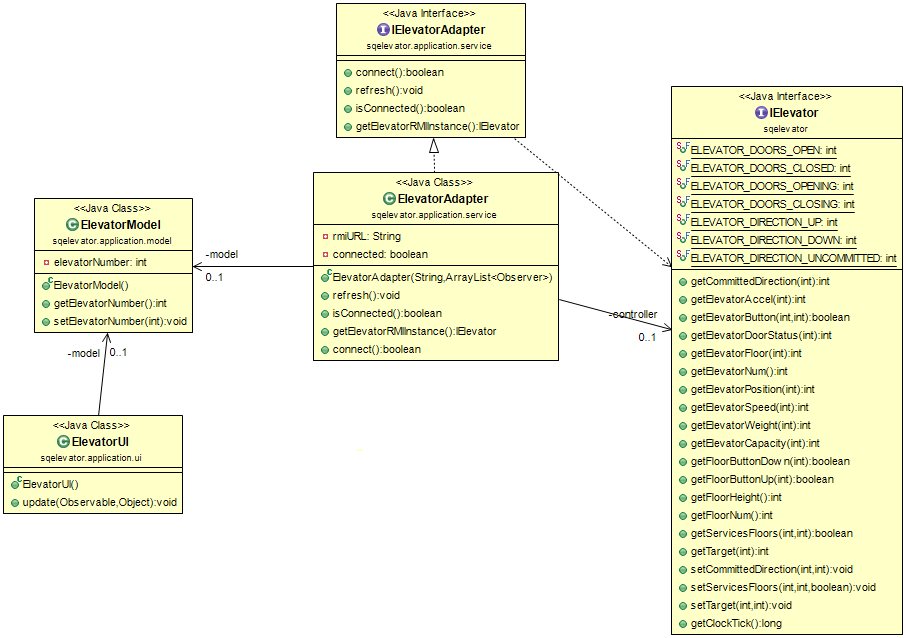 <<Java Interface>>
IElevatorAdapter
sqelevator.application.service
connect():boolean
refresh():void
isConnected():boolean
getElevatorRMIInstance():IElevator
<<Java Class>>
ElevatorAdapter
sqelevator.application.service
rmiURL: String
connected: boolean
ElevatorAdapter(String,ArrayList<Observer>)
refresh():void
isConnected():boolean
getElevatorRMIInstance():IElevator
connect():boolean
<<Java Class>>
ElevatorModel
sqelevator.application.model
elevatorNumber: int
ElevatorModel()
getElevatorNumber():int
setElevatorNumber(int):void
-model
0..1
-model
0..1
<<Java Class>>
ElevatorUI
sqelevator.application.ui
ElevatorUI()
update(Observable,Object):void
-controller
0..1
<<Java Interface>>
IElevator
sqelevator
ELEVATOR_DOORS_OPEN: int
ELEVATOR_DOORS_CLOSED: int
ELEVATOR_DOORS_OPENING: int
ELEVATOR_DOORS_CLOSING: int
ELEVATOR_DIRECTION_UP: int
ELEVATOR_DIRECTION_DOWN: int
ELEVATOR_DIRECTION_UNCOMMITTED: int
getCommittedDirection(int):int
getElevatorAccel(int):int
getElevatorButton(int,int):boolean
getElevatorDoorStatus(int):int
getElevatorFloor(int):int
getElevatorNum():int
getElevatorPosition(int):int
getElevatorSpeed(int):int
getElevatorWeight(int):int
getElevatorCapacity(int):int
getFloorButtonDown(int):boolean
getFloorButtonUp(int):boolean
getFloorHeight():int
getFloorNum():int
getServicesFloors(int,int):boolean
getTarget(int):int
setCommittedDirection(int,int):void
setServicesFloors(int,int,boolean):void
setTarget(int,int):void
getClockTick():long